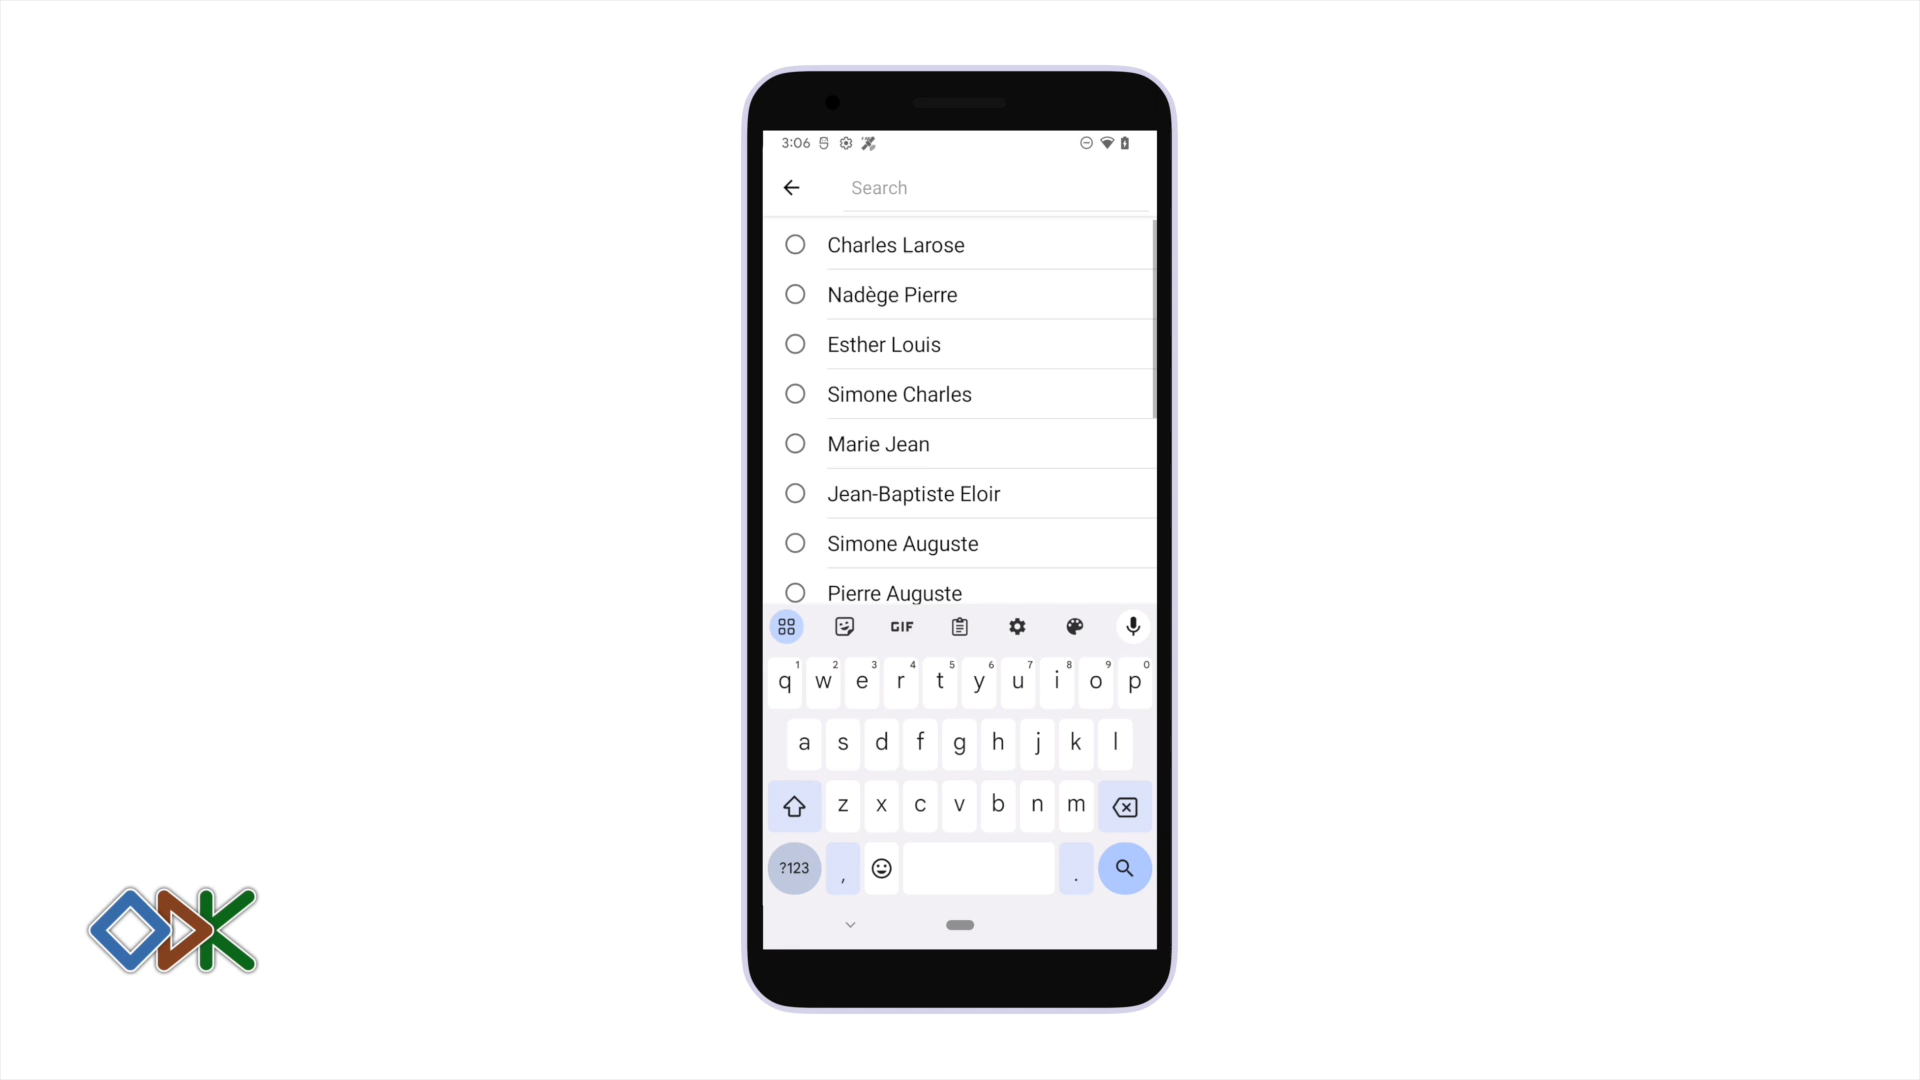 3:06
Search
Charles Larose
Nadège Pierre
Esther Louis
Simone Charles
Marie Jean
Jean-Baptiste Eloir
Simone Auguste
Pierre Auguste
GIF
1 2 3 4 5 6 7 8 9 0
q w e r t y u i o p
a s d f g h j k l
z x c v b n m
?123 , .
ODK